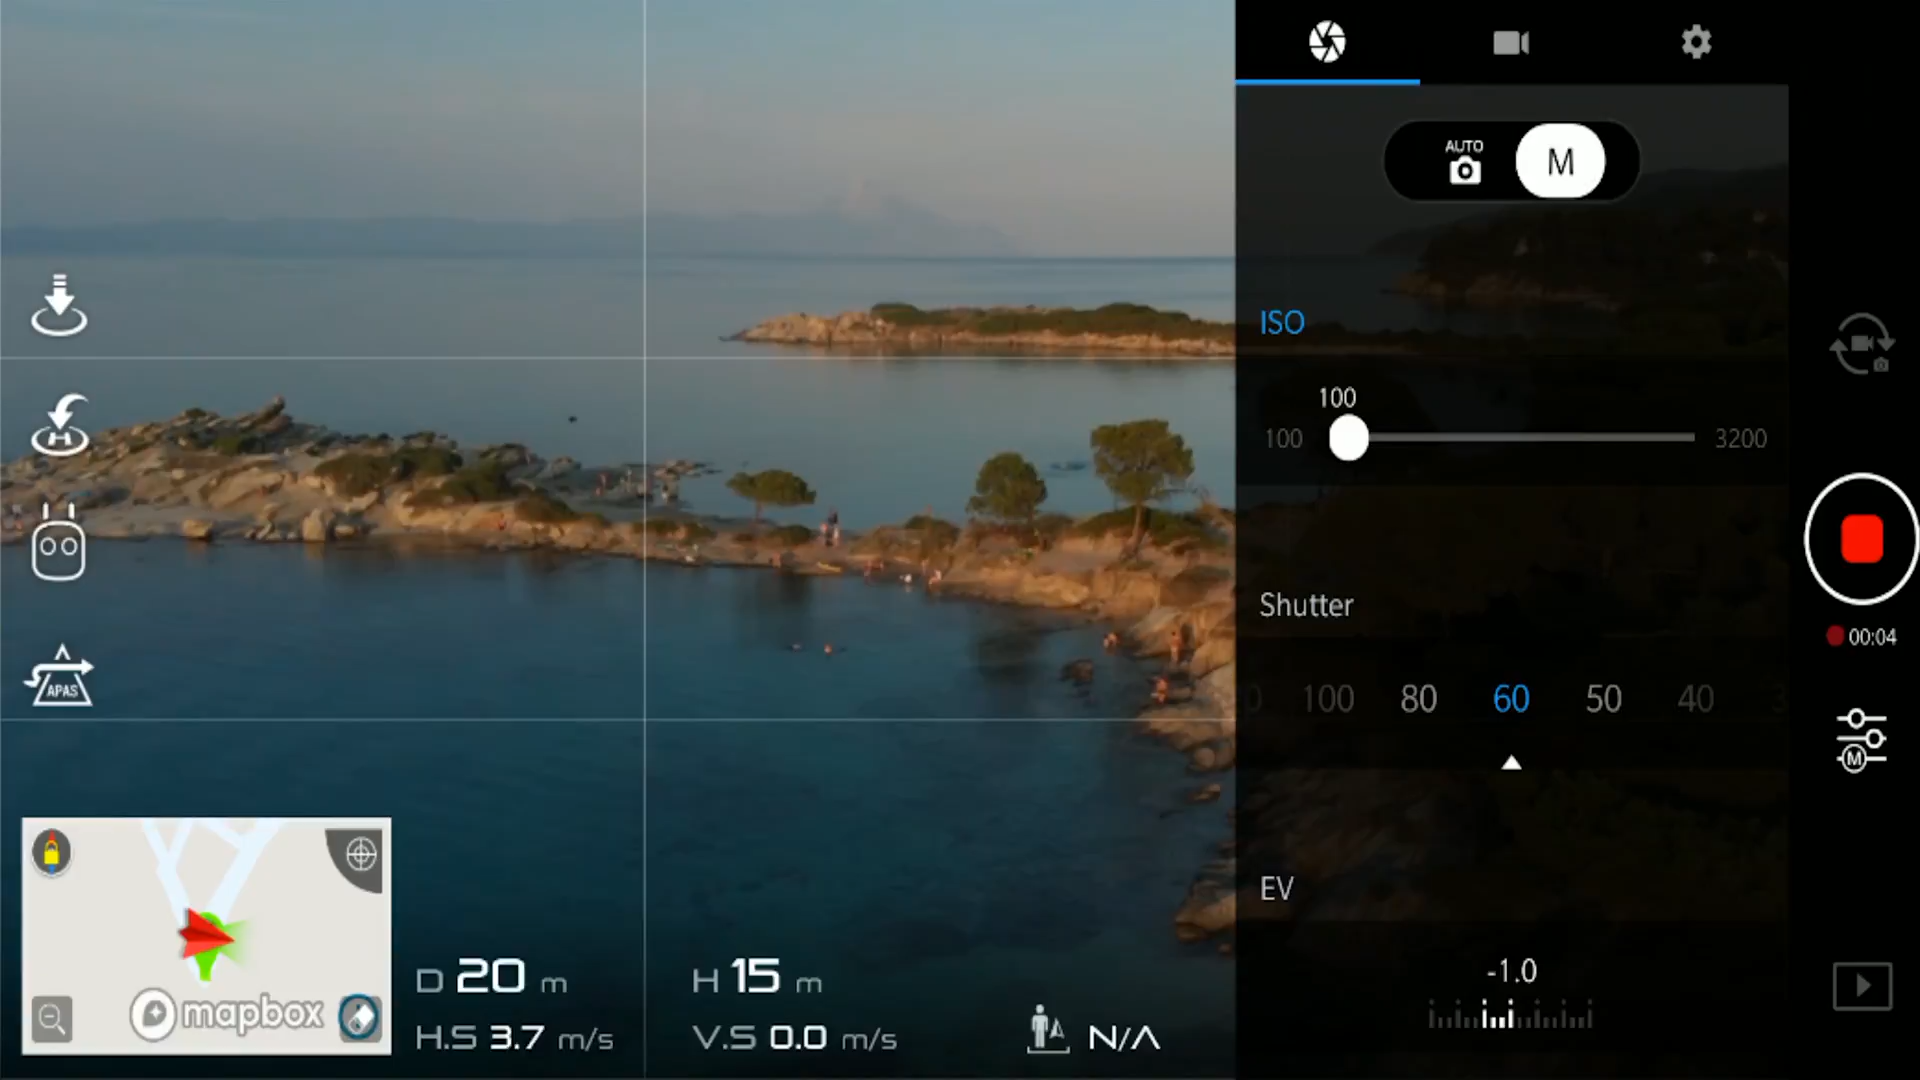 AUTO
M
ISO
100
100 3200
Shutter
100 80 60 50 40
00:04
M
APAS
H
EV
-1.0
mapbox
D 20 m H 15 m
H.S 3.7 m/s V.S 0.0 m/s N/A